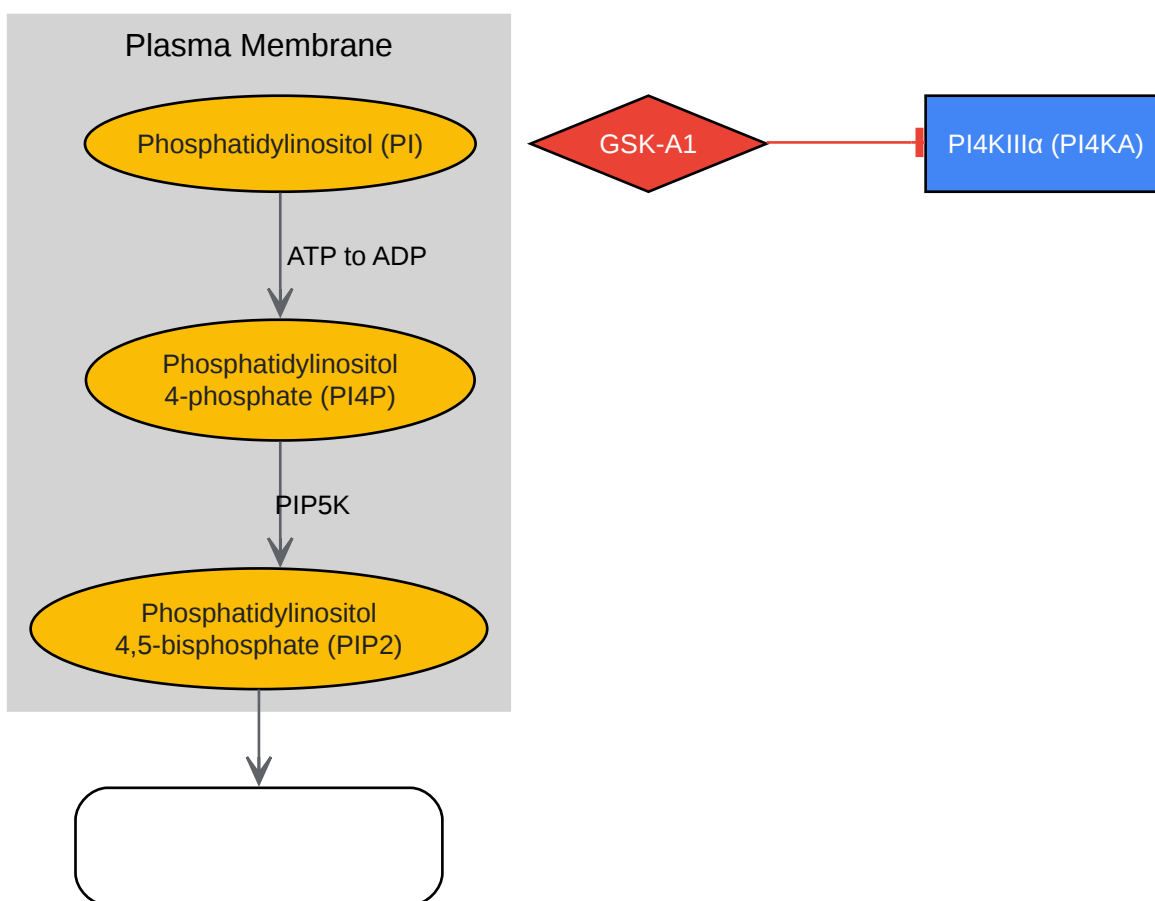 Plasma Membrane
Phosphatidylinositol (PI)
GSK-A1
PI4KIIIα (PI4KA)
ATP to ADP
Phosphatidylinositol
4-phosphate (PI4P)
PIP5K
Phosphatidylinositol
4,5-bisphosphate (PIP2)